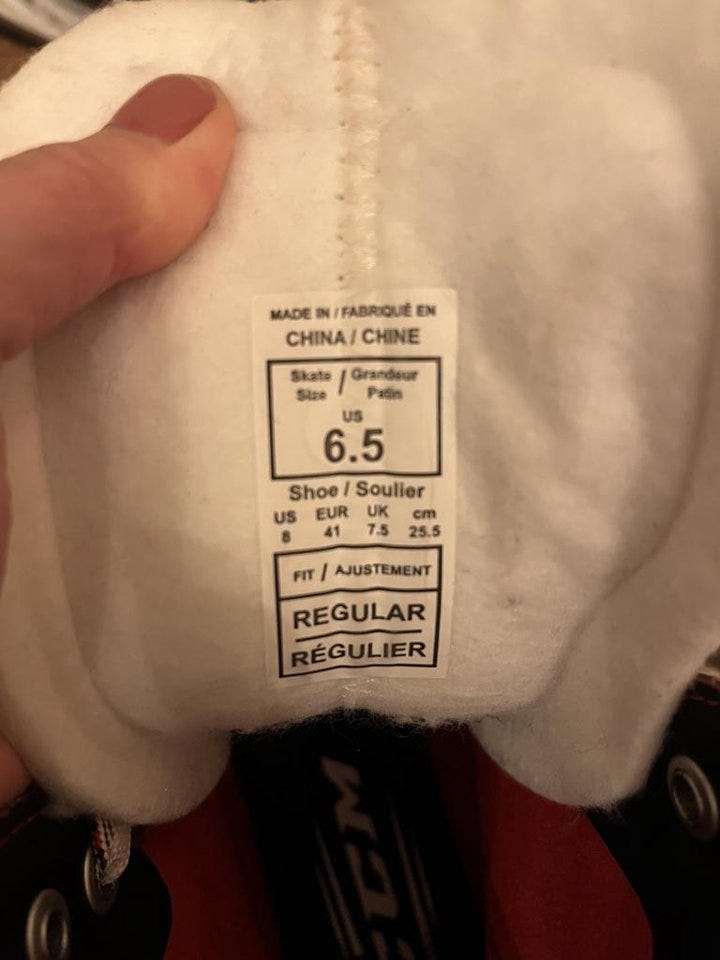 MADE IN / FABRIQUÉ EN
CHINA / CHINE
Skate Size / Grandeur Patin
US
6.5
Shoe / Soulier
US EUR UK cm
8 41 7.5 25.5
FIT / AJUSTEMENT
REGULAR
RÉGULIER
CCM